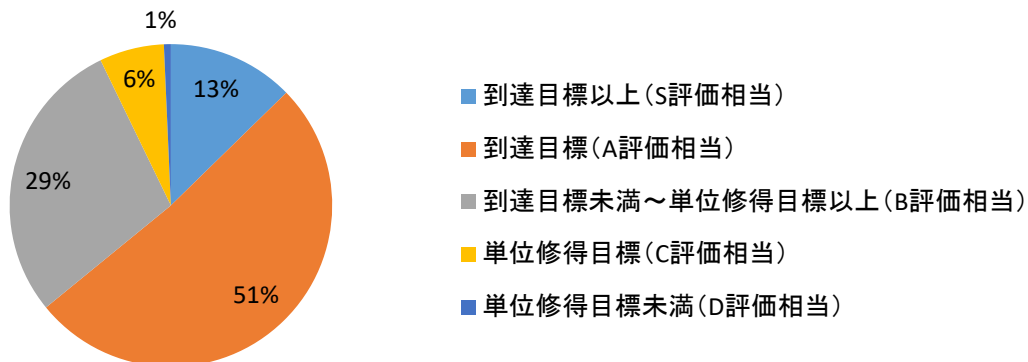 1%
6%
13%
29%
51%
到達目標以上（S評価相当）
到達目標（A評価相当）
到達目標未満～単位修得目標以上（B評価相当）
単位修得目標（C評価相当）
単位修得目標未満（D評価相当）